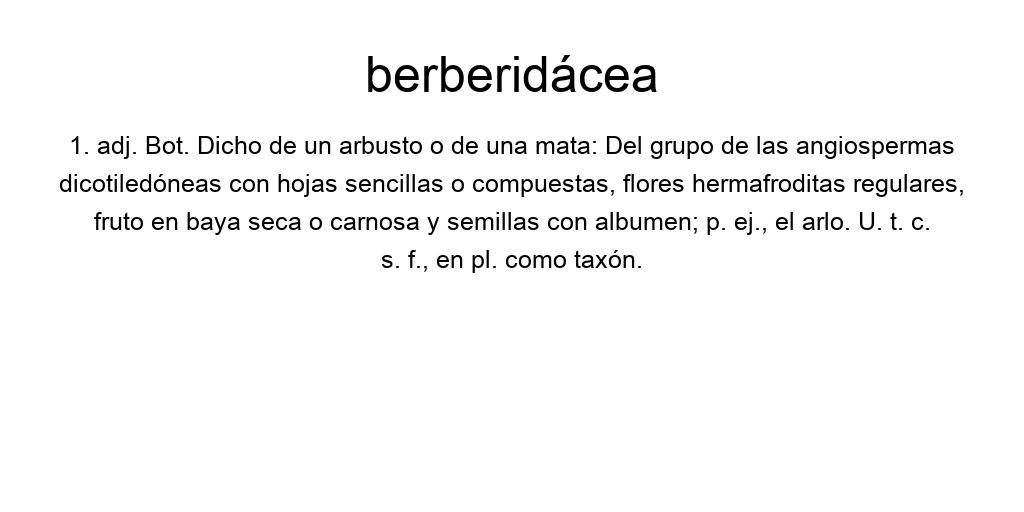 berberidácea
1. adj. Bot. Dicho de un arbusto o de una mata: Del grupo de las angiospermas
dicotiledóneas con hojas sencillas o compuestas, flores hermafroditas regulares,
fruto en baya seca o carnosa y semillas con albumen; p. ej., el arlo. U. t. c.
s. f., en pl. como taxón.